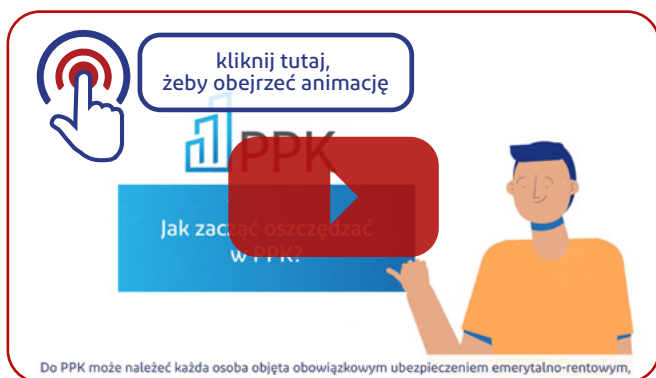 kliknij tutaj,
żeby obejrzeć animację
PPK
Jak zacząć oszczędzać
w PPK?
Do PPK może należeć każda osoba objęta obowiązkowym ubezpieczeniem emerytalno-rentowym,